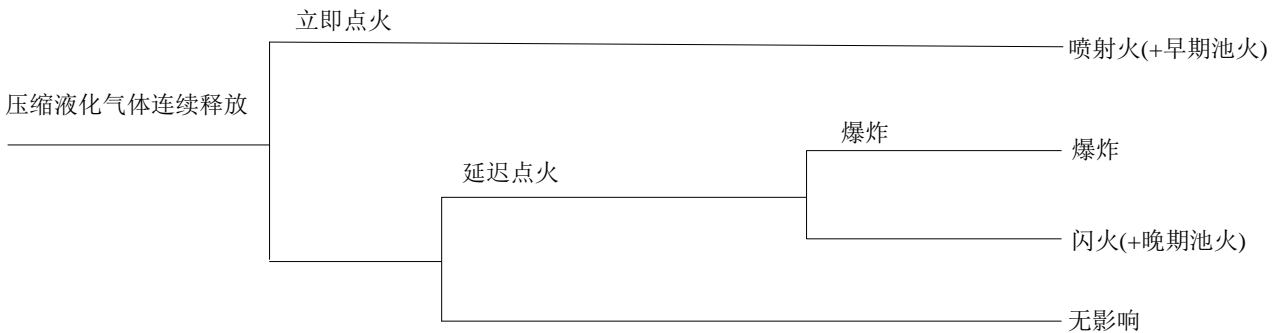 立即点火
喷射火(+早期池火)
压缩液化气体连续释放
爆炸
爆炸
延迟点火
闪火(+晚期池火)
无影响